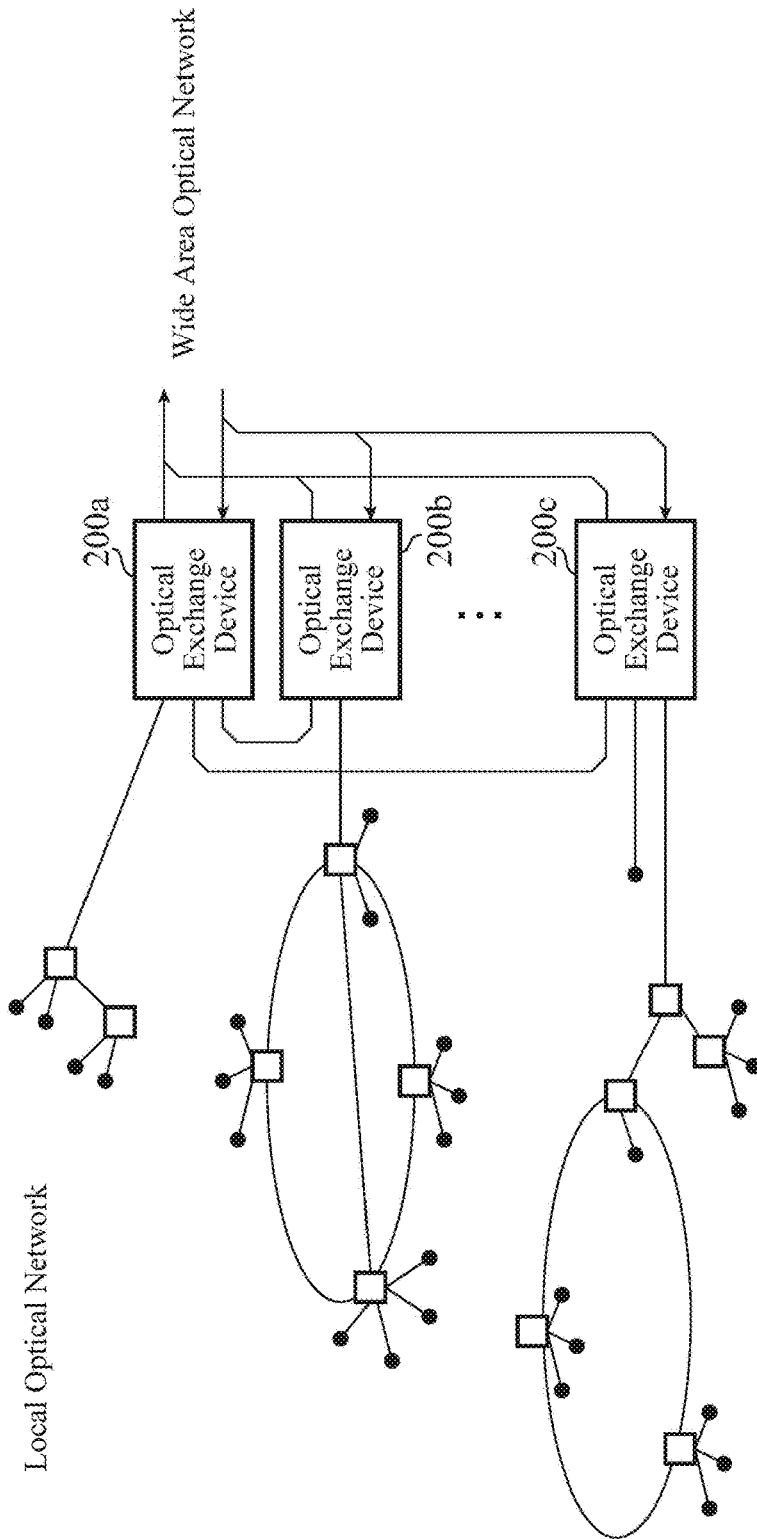 Local Optical Network
Wide Area Optical Network
200a
Optical
Exchange
Device
Optical
Exchange
Device
200b
200c
Optical
Exchange
Device